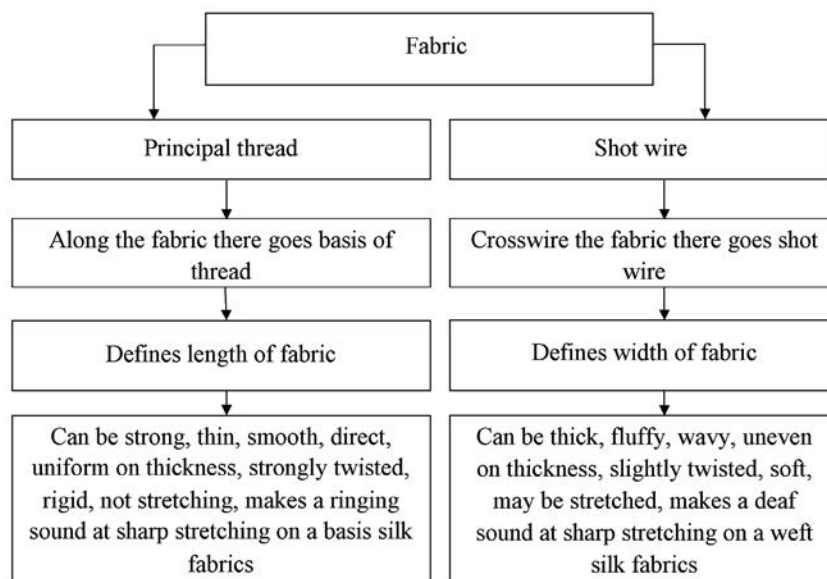 Fabric
Principal thread
Shot wire
Along the fabric there goes basis of
thread
Crosswire the fabric there goes shot
wire
Defines length of fabric
Defines width of fabric
Can be strong, thin, smooth, direct,
uniform on thickness, strongly twisted,
rigid, not stretching, makes a ringing
sound at sharp stretching on a basis silk
fabrics
Can be thick, fluffy, wavy, uneven
on thickness, slightly twisted, soft,
may be stretched, makes a deaf
sound at sharp stretching on a weft
silk fabrics